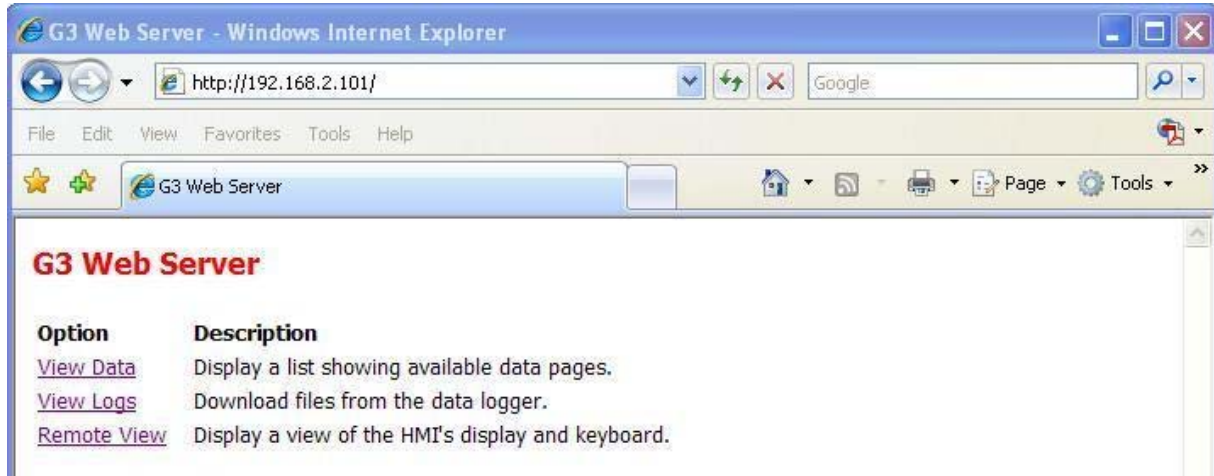 G3 Web Server - Windows Internet Explorer
http://192.168.2.101/
Google
File Edit View Favorites Tools Help
G3 Web Server
Page Tools
G3 Web Server
Option Description
View Data Display a list showing available data pages.
View Logs Download files from the data logger.
Remote View Display a view of the HMI's display and keyboard.